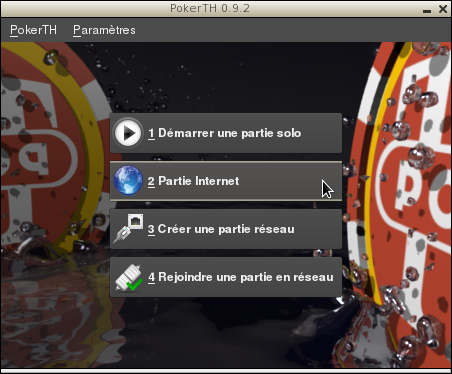 PokerTH 0.9.2
PokerTH Paramètres
1 Démarrer une partie solo
2 Partie Internet
3 Créer une partie réseau
4 Rejoindre une partie en réseau